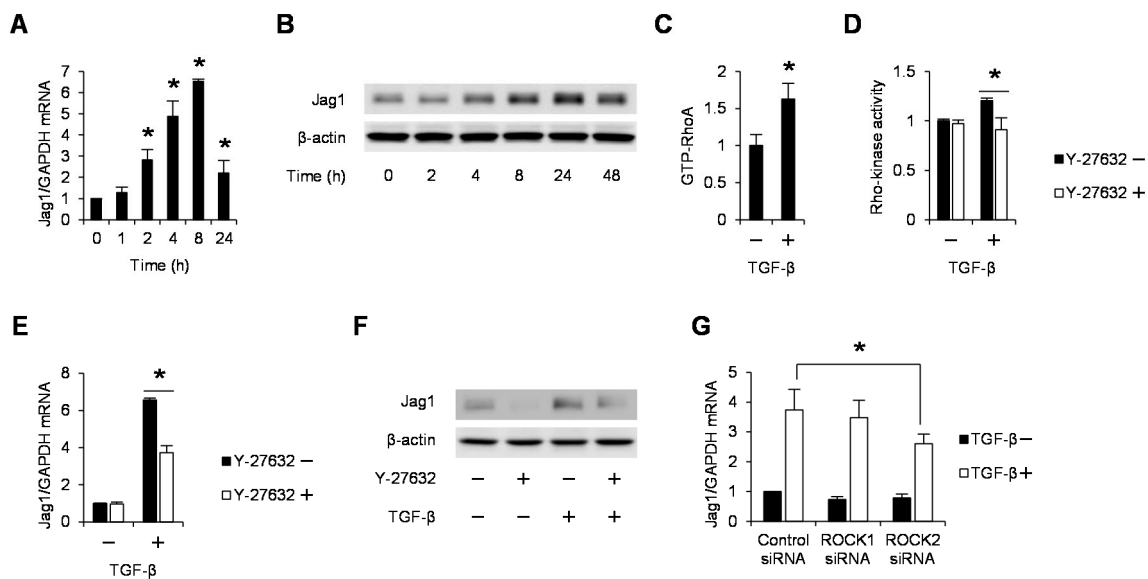 A
B
C
D
Jag1/GAPDH mRNA
7
6
5
4
3
2
1
0
* * * *
0 1 2 4 8 24
Time (h)
Jag1
β-actin
Time (h) 0 2 4 8 24 48
GTP-RhoA
2
1.5
1
0.5
0
*
− +
TGF-β
Rho-kinase activity
1.5
1
0.5
0
*
− +
TGF-β
Y-27632 −
Y-27632 +
E
F
G
Jag1/GAPDH mRNA
8
6
4
2
0
*
− +
TGF-β
Y-27632 −
Y-27632 +
Jag1
β-actin
Y-27632 − + − +
TGF-β − − + +
Jag1/GAPDH mRNA
5
4
3
2
1
0
*
Control siRNA
ROCK1 siRNA
ROCK2 siRNA
TGF-β −
TGF-β +